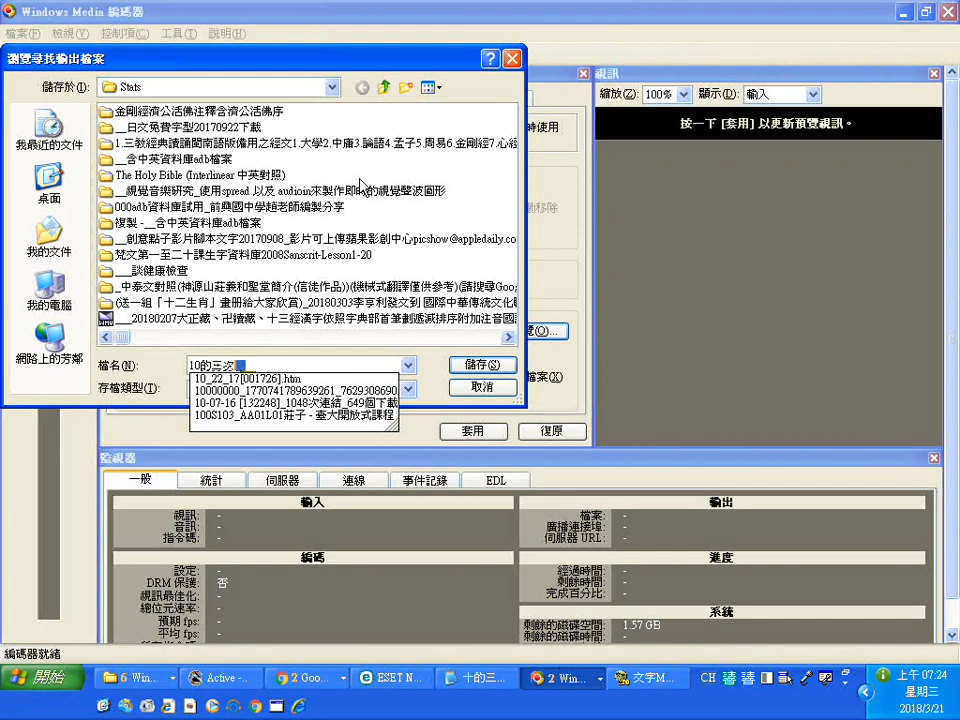 Windows Media 編碼器
檔案(F) 檢視(V) 控制項(C) 工具(T) 說明(H)
瀏覽尋找輸出檔案
儲存於(I): Stats
金剛經濟公活佛註釋含濟公活佛序
__日文免費字型20170922下載
1.三教經典讀誦閩南語版備用之經文1.大學2.中庸3.論語4.孟子5.周易6.金剛經7.心經
__含中英資料庫adb檔案
The Holy Bible (Interlinear 中英對照)
__視覺音樂研究_使用spread 以及 audioin來製作即時的視覺聲波圖形
000adb資料庫試用_前興國中學趙老師編製分享
複製 -__含中英資料庫adb檔案
__創意點子影片腳本文字20170908_影片可上傳蘋果影創中心picshow@appledaily.co
梵文第一至二十課生字資料庫2008Sanscrit-Lesson1-20
___談健康檢查
_中泰文對照(神源山莊義和聖堂簡介(信徒作品))(機械式翻譯僅供參考)(請搜尋Goo
(送一組「十二生肖」畫冊給大家欣賞)_20180303李亨利發文到 國際中華傳統文化
___20180207大正藏、卍續藏、十三經漢字依照字典部首筆劃遞減排序附加注音國
我最近的文件
桌面
我的文件
我的電腦
網路上的芳鄰
檔名(N): 10的三次
儲存(S)
存檔類型(T):
取消
10_22_17[001726].htm
10000000_1770741789639261_7629308690
10-07-16 [132248]_1048次連結_649個下載
100S103_AA01L01莊子 - 臺大開放式課程
時使用
動移除
覽(O)...
檔案(X)
套用 復原
視訊
縮放(Z): 100% 顯示(D): 輸入
按一下 [套用] 以更新預覽視訊。
監視器
一般 統計 伺服器 連線 事件記錄 EDL
輸入
視訊: -
音訊: -
指令碼: -
編碼
設定: -
DRM 保護: 否
視訊最佳化: -
總位元速率: -
預期 fps: -
平均 fps: -
輸出
檔案: -
廣播連接埠: -
伺服器 URL: -
進度
經過時間: -
剩餘時間: -
完成百分比: -
系統
剩餘的磁碟空間: 1.57 GB
剩餘的磁碟時間: -
編碼器就緒
開始 6 Win... Active -... 2 Goo... ESET N... 十的三... 2 Win... 文字M... CH
上午 07:24
星期三
2018/3/21